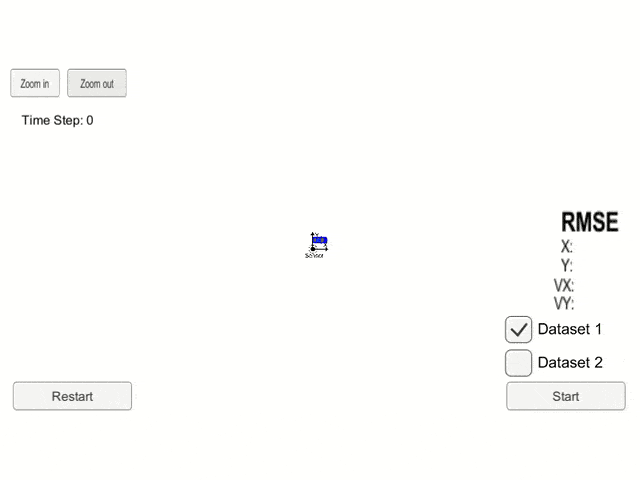 Zoom in
Zoom out
Time Step: 0
Sensor
RMSE
X:
Y:
VX:
VY:
Dataset 1
Dataset 2
Restart
Start